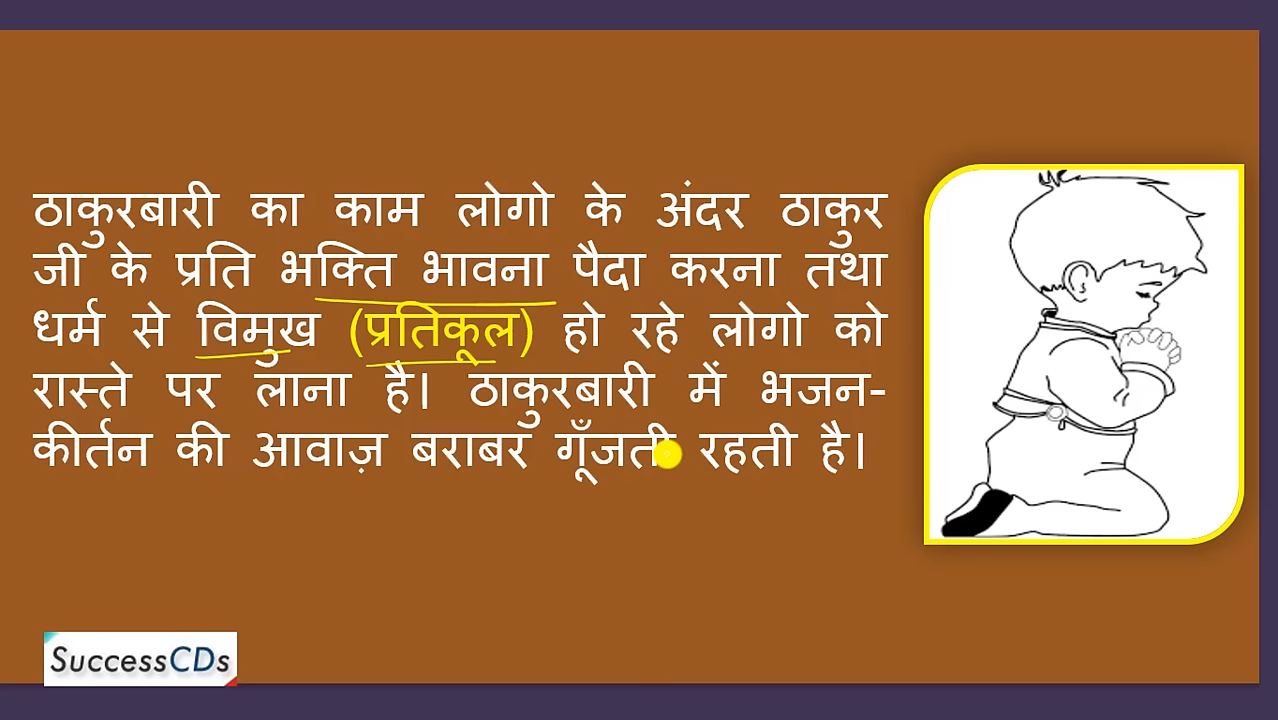 ठाकुरबारी का काम लोगो के अंदर ठाकुर
जी के प्रति भक्ति भावना पैदा करना तथा
धर्म से विमुख (प्रतिकूल) हो रहे लोगो को
रास्ते पर लाना है। ठाकुरबारी में भजन-
कीर्तन की आवाज़ बराबर गूँजती रहती है।
SuccessCDs